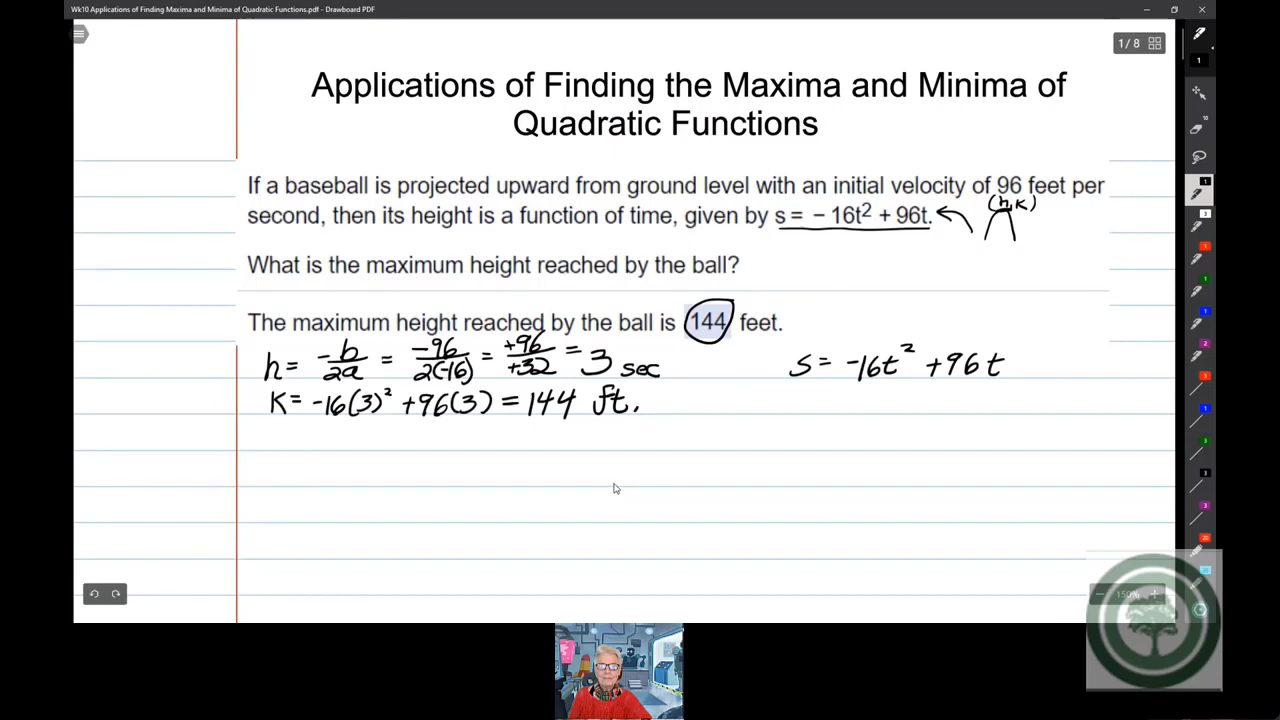 Wk10 Applications of Finding Maxima and Minima of Quadratic Functions.pdf - Drawboard PDF
1 / 8
Applications of Finding the Maxima and Minima of
Quadratic Functions
If a baseball is projected upward from ground level with an initial velocity of 96 feet per
second, then its height is a function of time, given by s = − 16t² + 96t.
(h,K)
What is the maximum height reached by the ball?
The maximum height reached by the ball is 144 feet.
h = -b/2a = -96/2(-16) = +96/+32 = 3 sec
s = -16t² + 96t
K = -16(3)² + 96(3) = 144 ft.
150%